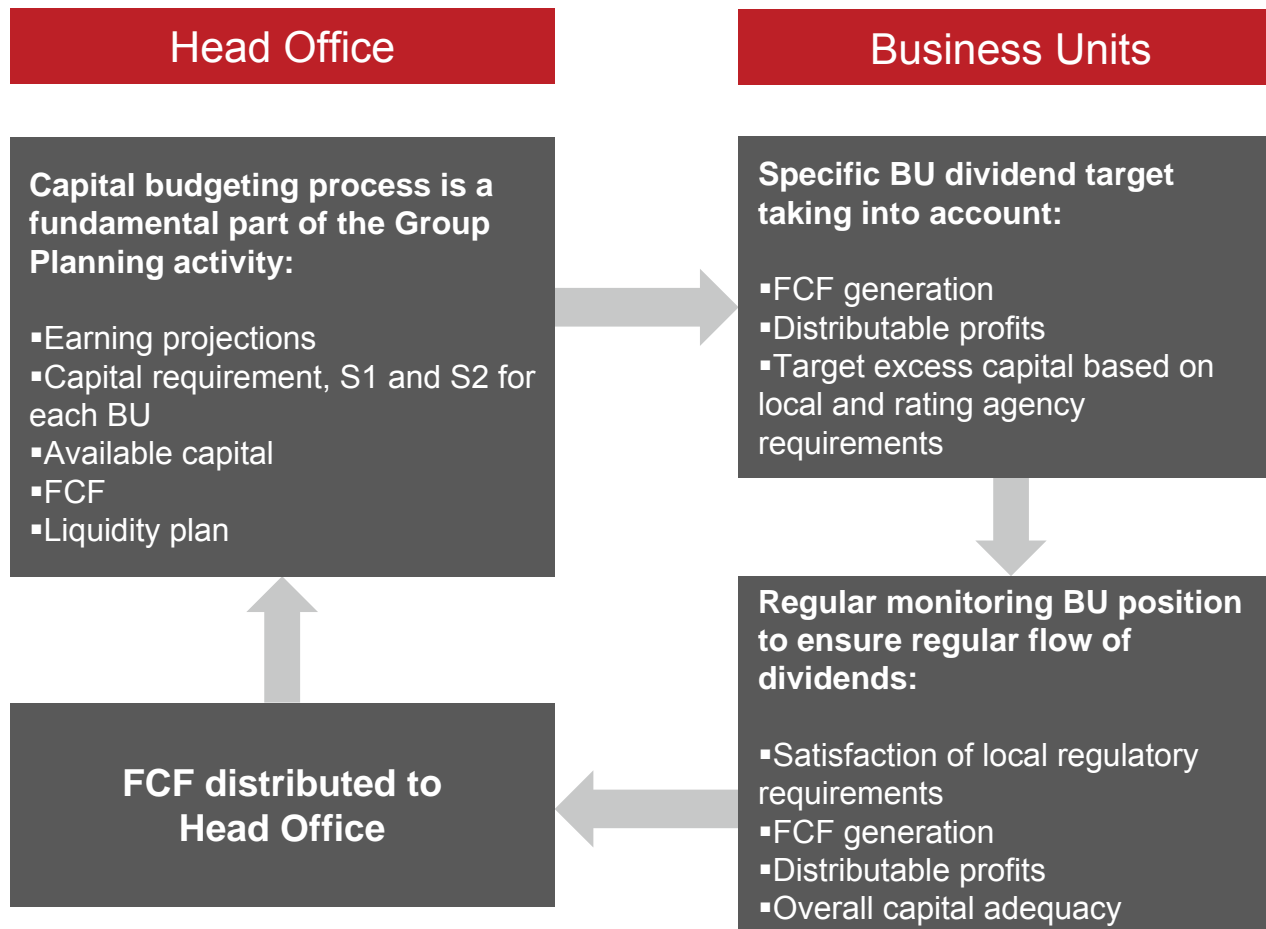 Head Office
Business Units
Capital budgeting process is a
fundamental part of the Group
Planning activity:
▪Earning projections
▪Capital requirement, S1 and S2 for
each BU
▪Available capital
▪FCF
▪Liquidity plan
Specific BU dividend target
taking into account:
▪FCF generation
▪Distributable profits
▪Target excess capital based on
local and rating agency
requirements
Regular monitoring BU position
to ensure regular flow of
dividends:
▪Satisfaction of local regulatory
requirements
▪FCF generation
▪Distributable profits
▪Overall capital adequacy
FCF distributed to
Head Office